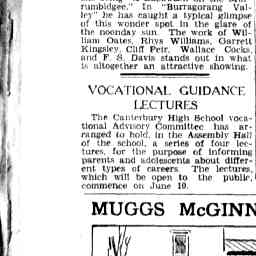 rumbidgee." In "Burragorang Val-
ley" he has caught a typical glimpse
of this wonder spot in the glare of
the noonday sun. The work of Wil-
liam Oates, Rhys Williams, Garrett
Kingsley, Cliff Peir, Wallace Cocks,
and F. S. Davis stands out in what
is altogether an attractive showing.
VOCATIONAL GUIDANCE
LECTURES
The Canterbury High School voca-
tional Advisory Committee has ar-
ranged to hold, in the Assembly Hall
of the school, a series of four lec-
tures, for the purpose of informing
parents and adolescents about differ-
ent types of careers. The lectures,
which will be open to the public,
commence on June 19.
MUGGS McGINN